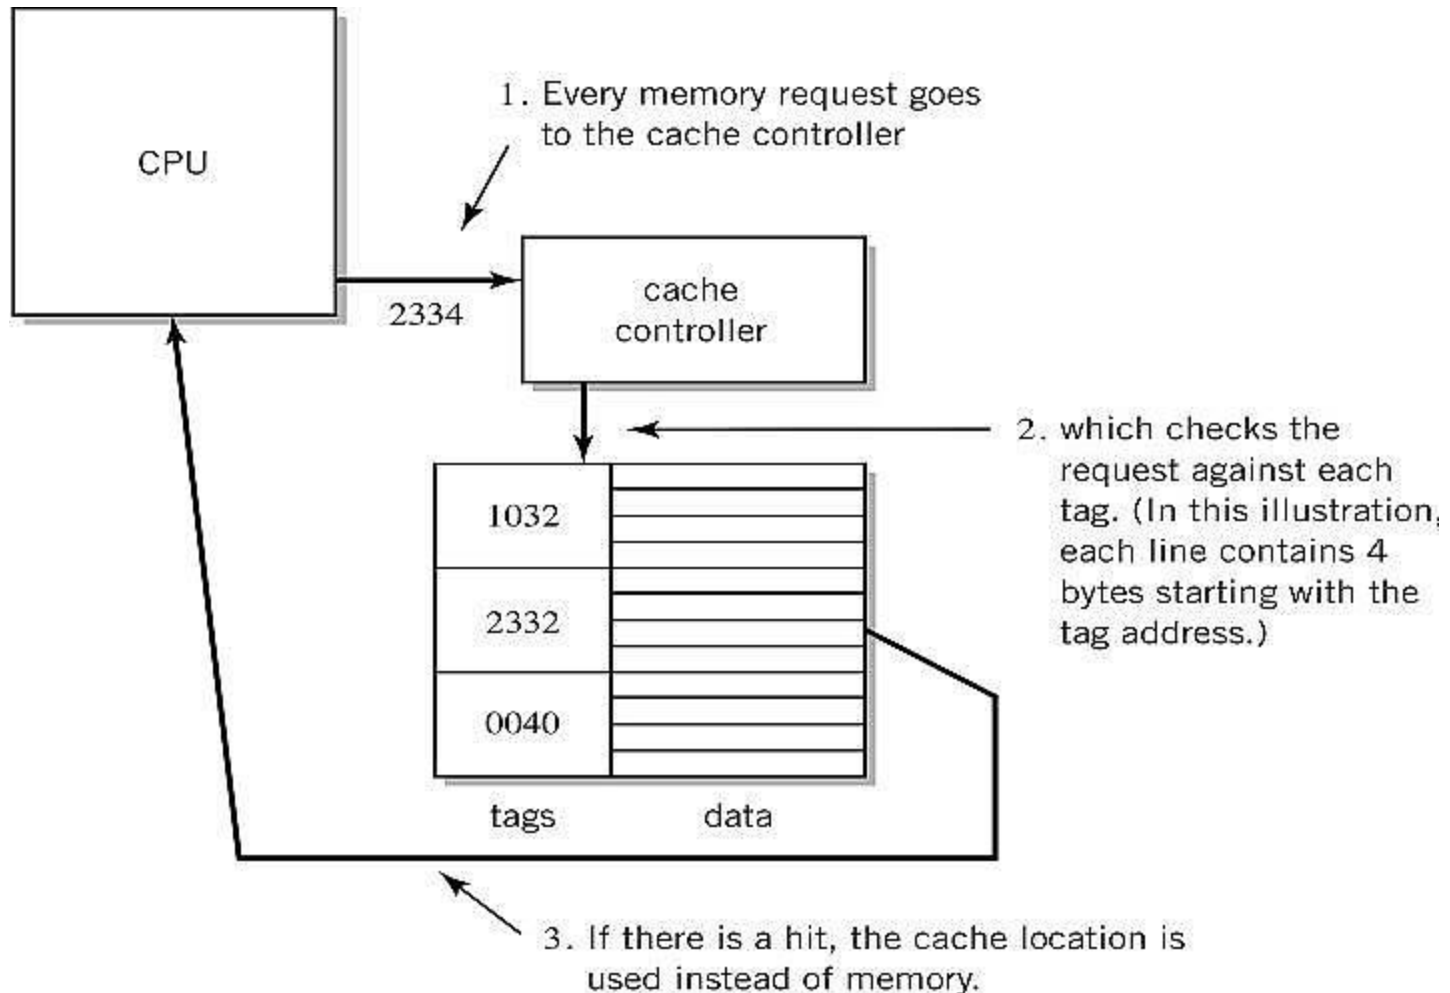 CPU
1. Every memory request goes
to the cache controller
2334
cache
controller
2. which checks the
request against each
tag. (In this illustration,
each line contains 4
bytes starting with the
tag address.)
1032
2332
0040
tags
data
3. If there is a hit, the cache location is
used instead of memory.